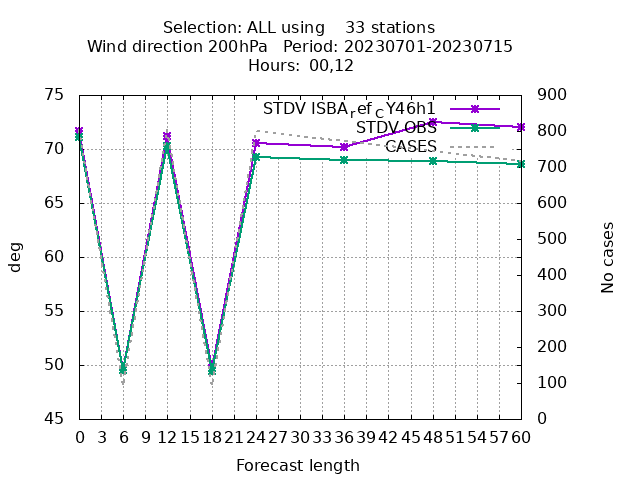 Selection: ALL using    33 stations
Wind direction 200hPa   Period: 20230701-20230715
Hours: 00,12
75 900
STDV ISBA_ref_CY46h1
800
STDV OBS
70 CASES
700
65 600
500
60
deg No cases
400
55 300
200
50
100
45 0
0 3 6 9 12 15 18 21 24 27 30 33 36 39 42 45 48 51 54 57 60
Forecast length